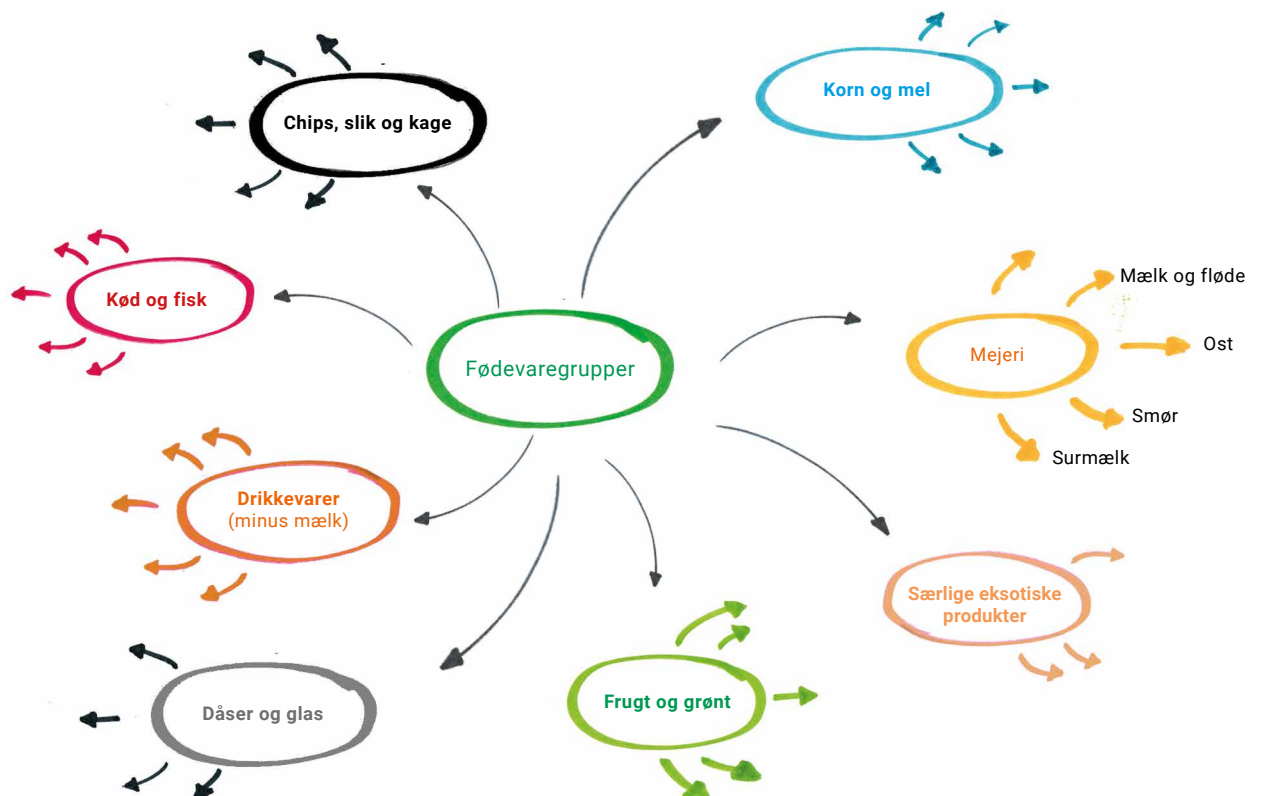 Chips, slik og kage
Korn og mel
Kød og fisk
Mælk og fløde
Ost
Mejeri
Fødevaregrupper
Smør
Surmælk
Drikkevarer
(minus mælk)
Særlige eksotiske
produkter
Dåser og glas
Frugt og grønt